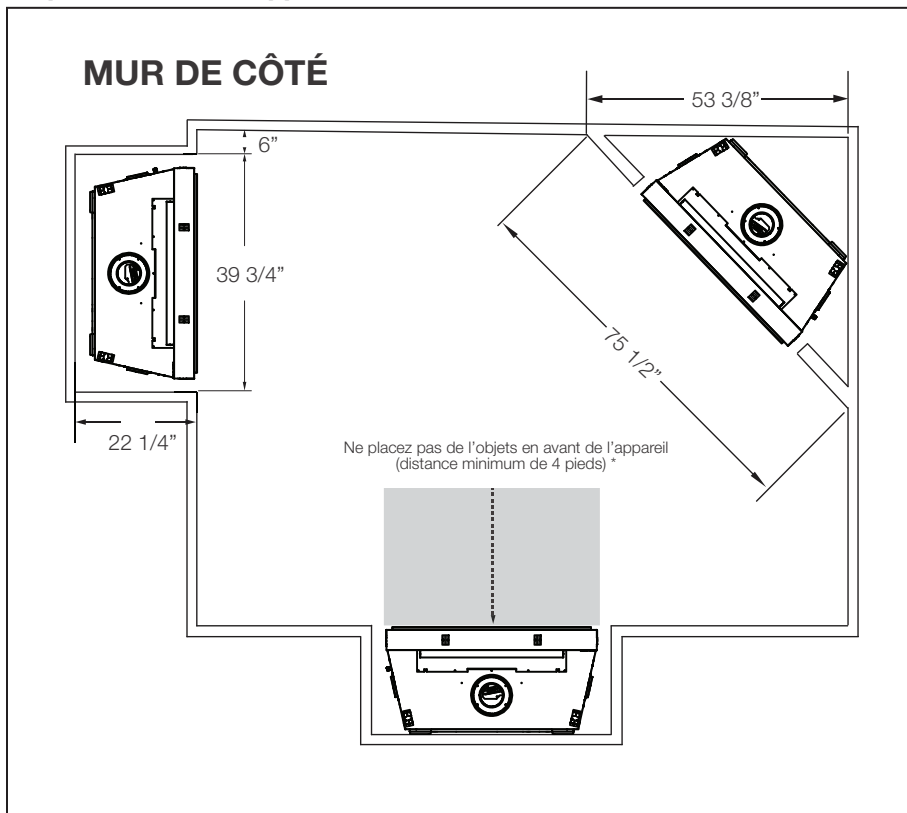 MUR DE CÔTÉ
53 3/8”
6”
39 3/4”
75 1/2”
22 1/4”
Ne placez pas de l’objets en avant de l’appareil
(distance minimum de 4 pieds) *